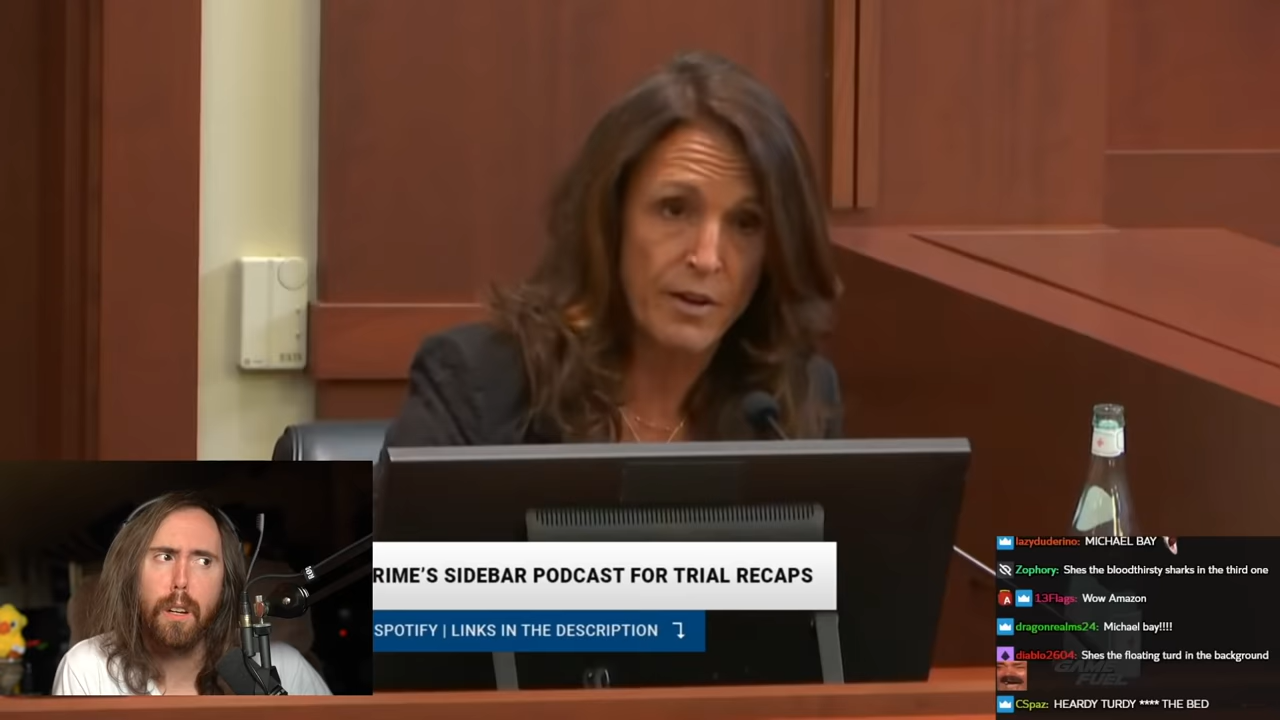 RIME'S SIDEBAR PODCAST FOR TRIAL RECAPS
SPOTIFY | LINKS IN THE DESCRIPTION
lazyduderino: MICHAEL BAY
Zophory: Shes the bloodthirsty sharks in the third one
13Flags: Wow Amazon
dragonrealms24: Michael bay!!!!
diablo2604: Shes the floating turd in the background
GAME
FUEL
CSpaz: HEARDY TURDY **** THE BED